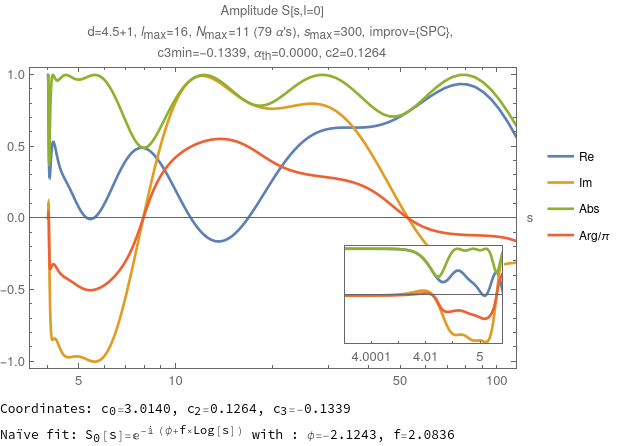 Amplitude S[s,l=0]
d=4.5+1, lmax=16, Nmax=11 (79 α's), smax=300, improv={SPC},
c3min=−0.1339, αth=0.0000, c2=0.1264
1.0
0.5
0.0
−0.5
−1.0
5
10
50
100
s
4.0001
4.01
5
Re
Im
Abs
Arg/π
Coordinates: c0=3.0140, c2=0.1264, c3=−0.1339
Naïve fit: S0[s]=e^-i (ϕ+f×Log[s]) with : ϕ=−2.1243, f=2.0836